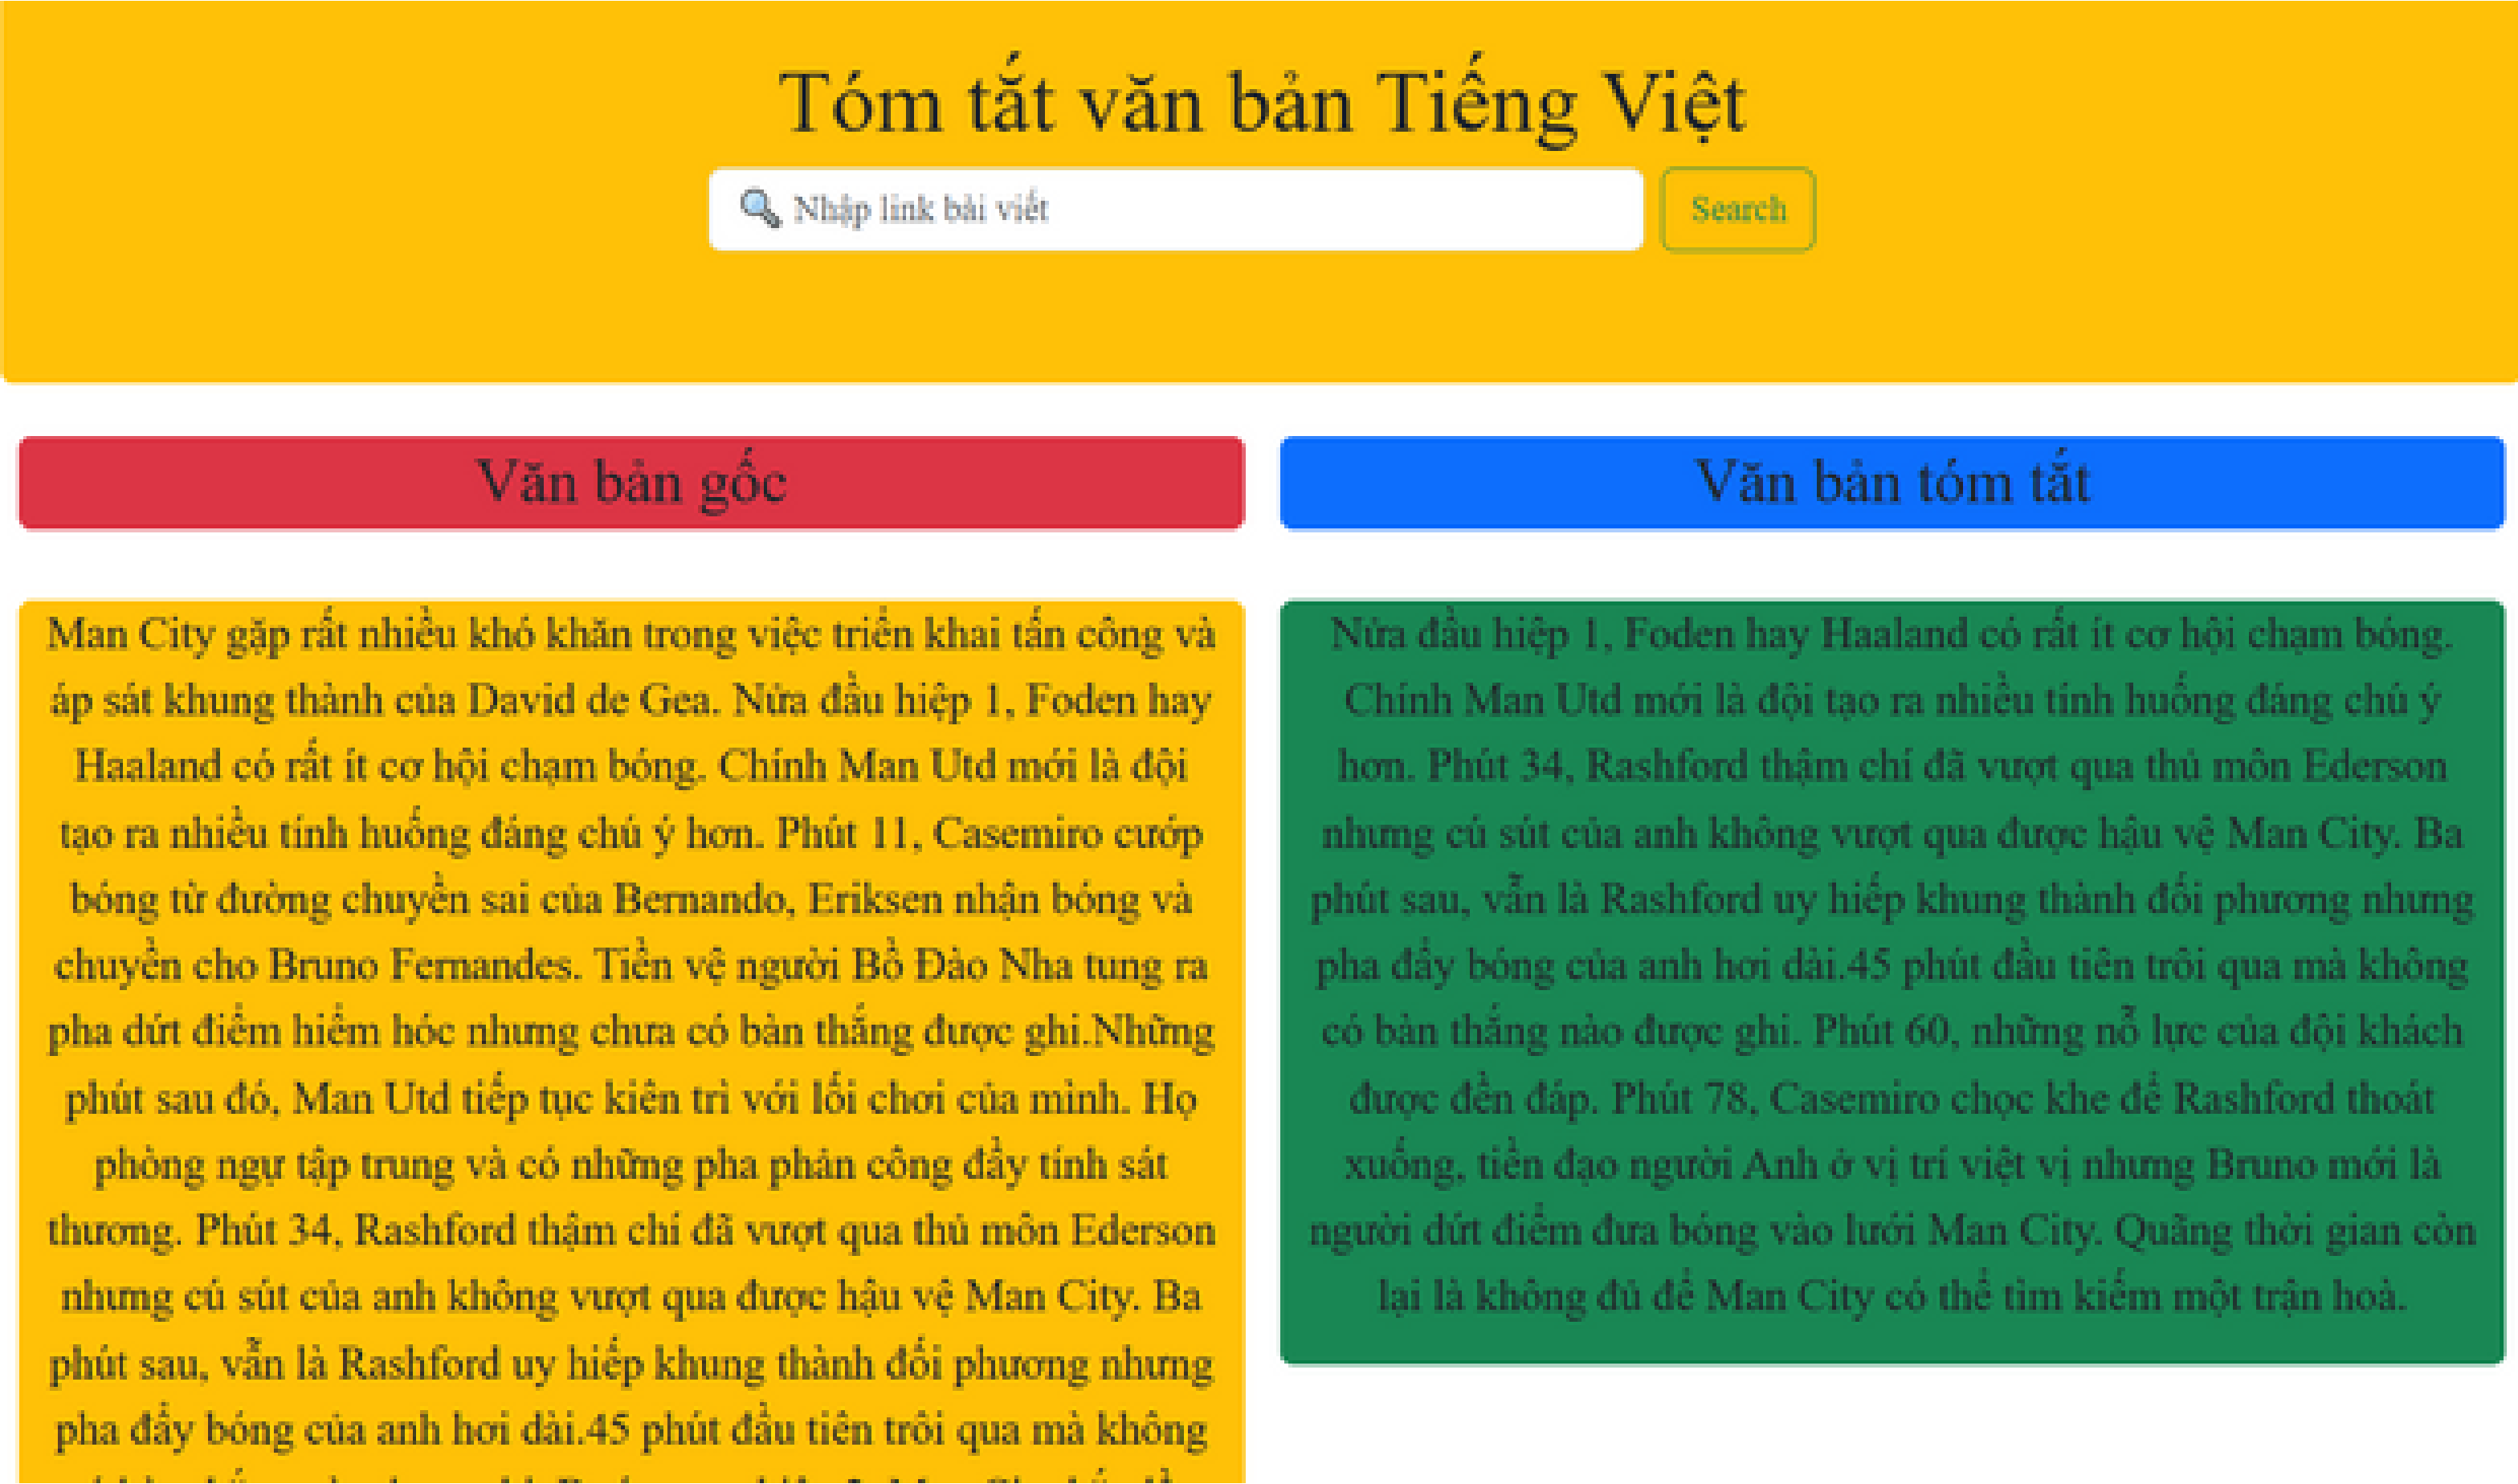 Tóm tắt văn bản Tiếng Việt
Nhập link bài viết
Search
Văn bản gốc
Man City gặp rất nhiều khó khăn trong việc triển khai tấn công và
áp sát khung thành của David de Gea. Nửa đầu hiệp 1, Foden hay
Haaland có rất ít cơ hội chạm bóng. Chính Man Utd mới là đội
tạo ra nhiều tình huống đáng chú ý hơn. Phút 11, Casemiro cướp
bóng từ đường chuyền sai của Bernando, Eriksen nhận bóng và
chuyền cho Bruno Fernandes. Tiền vệ người Bồ Đào Nha tung ra
pha dứt điểm hiểm hóc nhưng chưa có bàn thắng được ghi.Những
phút sau đó, Man Utd tiếp tục kiên trì với lối chơi của mình. Họ
phòng ngự tập trung và có những pha phản công đầy tính sát
thương. Phút 34, Rashford thậm chí đã vượt qua thủ môn Ederson
nhưng cú sút của anh không vượt qua được hậu vệ Man City. Ba
phút sau, vẫn là Rashford uy hiếp khung thành đối phương nhưng
pha đẩy bóng của anh hơi dài.45 phút đầu tiên trôi qua mà không
Văn bản tóm tắt
Nửa đầu hiệp 1, Foden hay Haaland có rất ít cơ hội chạm bóng.
Chính Man Utd mới là đội tạo ra nhiều tình huống đáng chú ý
hơn. Phút 34, Rashford thậm chí đã vượt qua thủ môn Ederson
nhưng cú sút của anh không vượt qua được hậu vệ Man City. Ba
phút sau, vẫn là Rashford uy hiếp khung thành đối phương nhưng
pha đẩy bóng của anh hơi dài.45 phút đầu tiên trôi qua mà không
có bàn thắng nào được ghi. Phút 60, những nỗ lực của đội khách
được đền đáp. Phút 78, Casemiro chọc khe để Rashford thoát
xuống, tiền đạo người Anh ở vị trí việt vị nhưng Bruno mới là
người dứt điểm đưa bóng vào lưới Man City. Quãng thời gian còn
lại là không đủ để Man City có thể tìm kiếm một trận hoà.